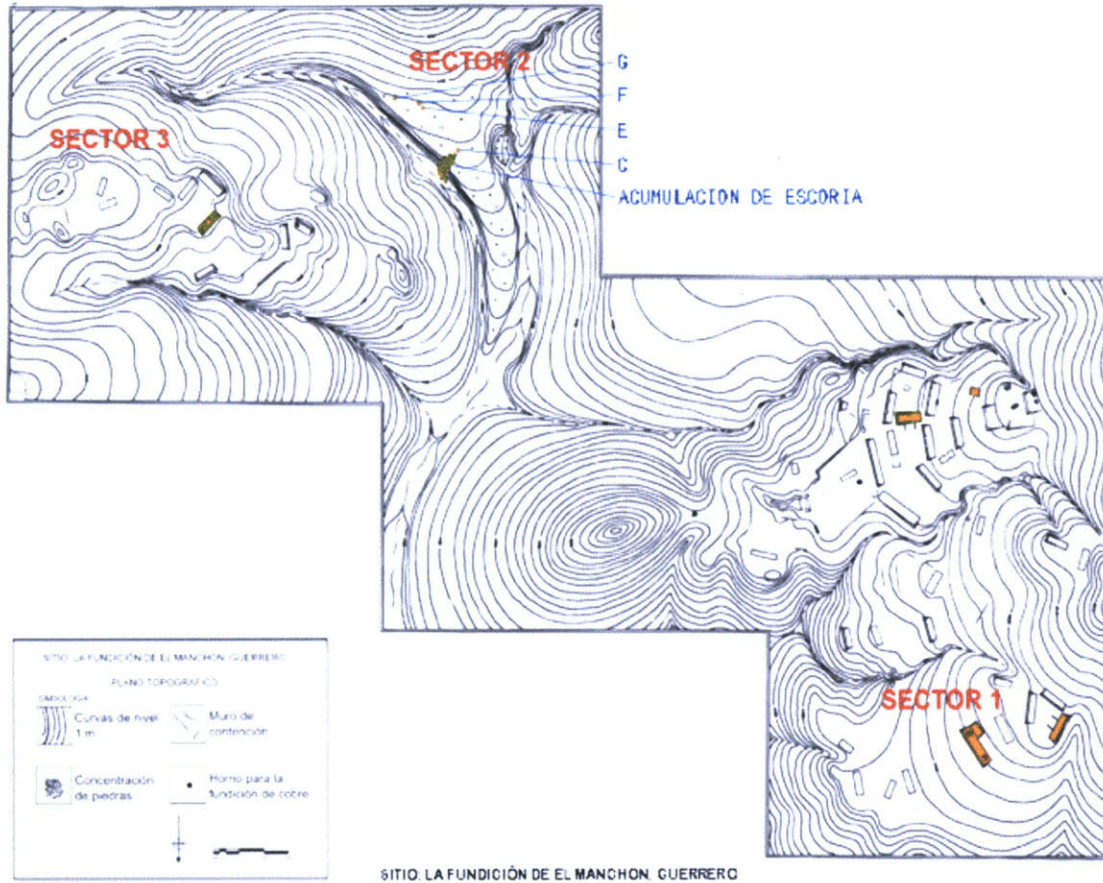 SECTOR 2
G
F
E
C
ACUMULACION DE ESCORIA
SECTOR 3
SECTOR 1
SITIO: LA FUNDICIÓN DE EL MANCHON, GUERRERO
PLANO TOPOGRAFICO
SIMBOLOGIA
Curvas de nivel
1 m
Muro de
contención
Concentración
de piedras
Horno para la
fundición de cobre
SITIO: LA FUNDICIÓN DE EL MANCHON, GUERRERO